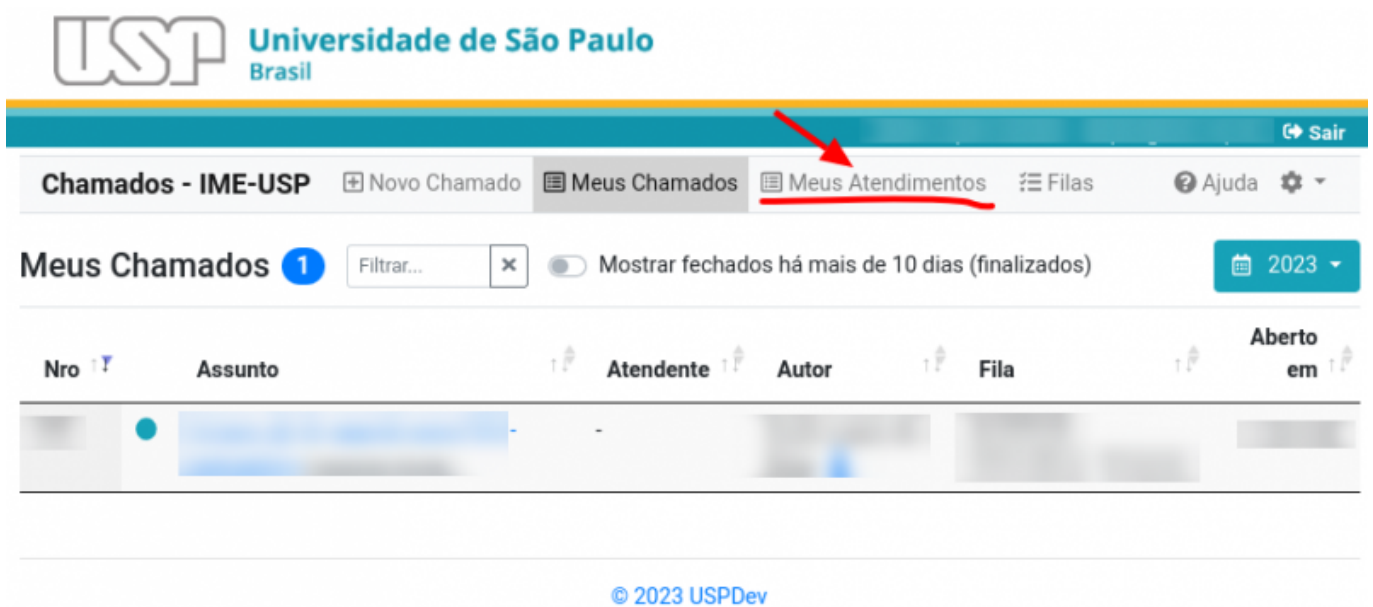 USP Universidade de São Paulo
Brasil
Sair
Chamados - IME-USP Novo Chamado Meus Chamados Meus Atendimentos Filas Ajuda
Meus Chamados 1 Filtrar... × Mostrar fechados há mais de 10 dias (finalizados) 2023
Nro Assunto Atendente Autor Fila Aberto em
- -
© 2023 USPDev